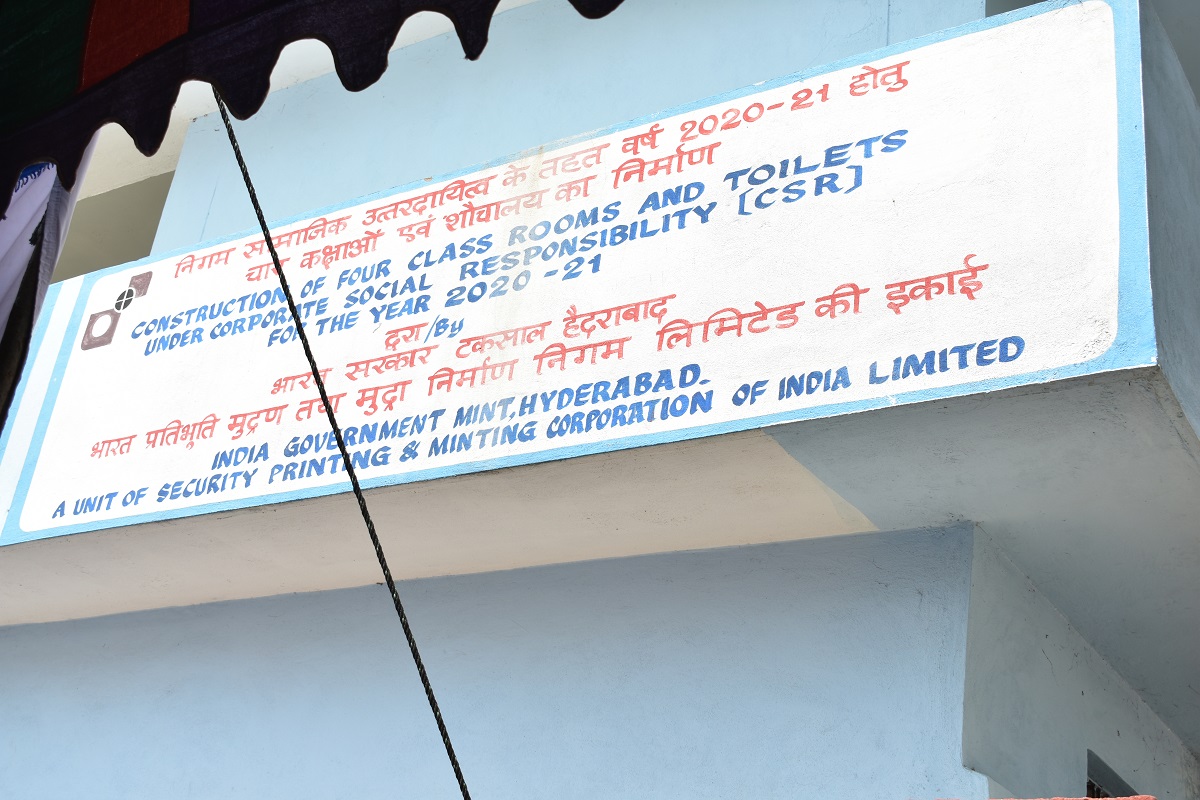 निगम सामाजिक उत्तरदायित्व के तहत वर्ष 2020-21 होतु
चार कक्षाओं एवं शौचालय का निर्माण
CONSTRUCTION OF FOUR CLASS ROOMS AND TOILETS
UNDER CORPORATE SOCIAL RESPONSIBILITY [CSR]
FOR THE YEAR 2020-21
द्वरा/By
भारत सरकार टकसाल हैदराबाद
भारत पतिभूति मुद्रण तथा मुद्रा निर्माण निगम लिमिटेड की इकाई
INDIA GOVERNMENT MINT, HYDERABAD.
A UNIT OF SECURITY PRINTING & MINTING CORPORATION OF INDIA LIMITED